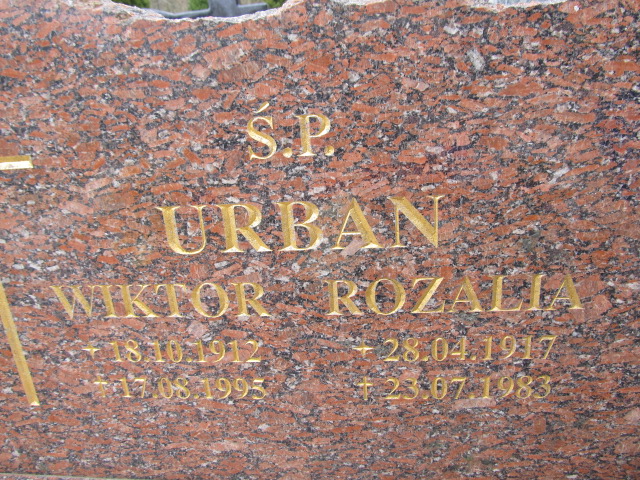 Ś.P.
URBAN
WIKTOR ROZALIA
+ 18.10.1912 + 28.04.1917
† 17.08.1995 † 23.07.1983